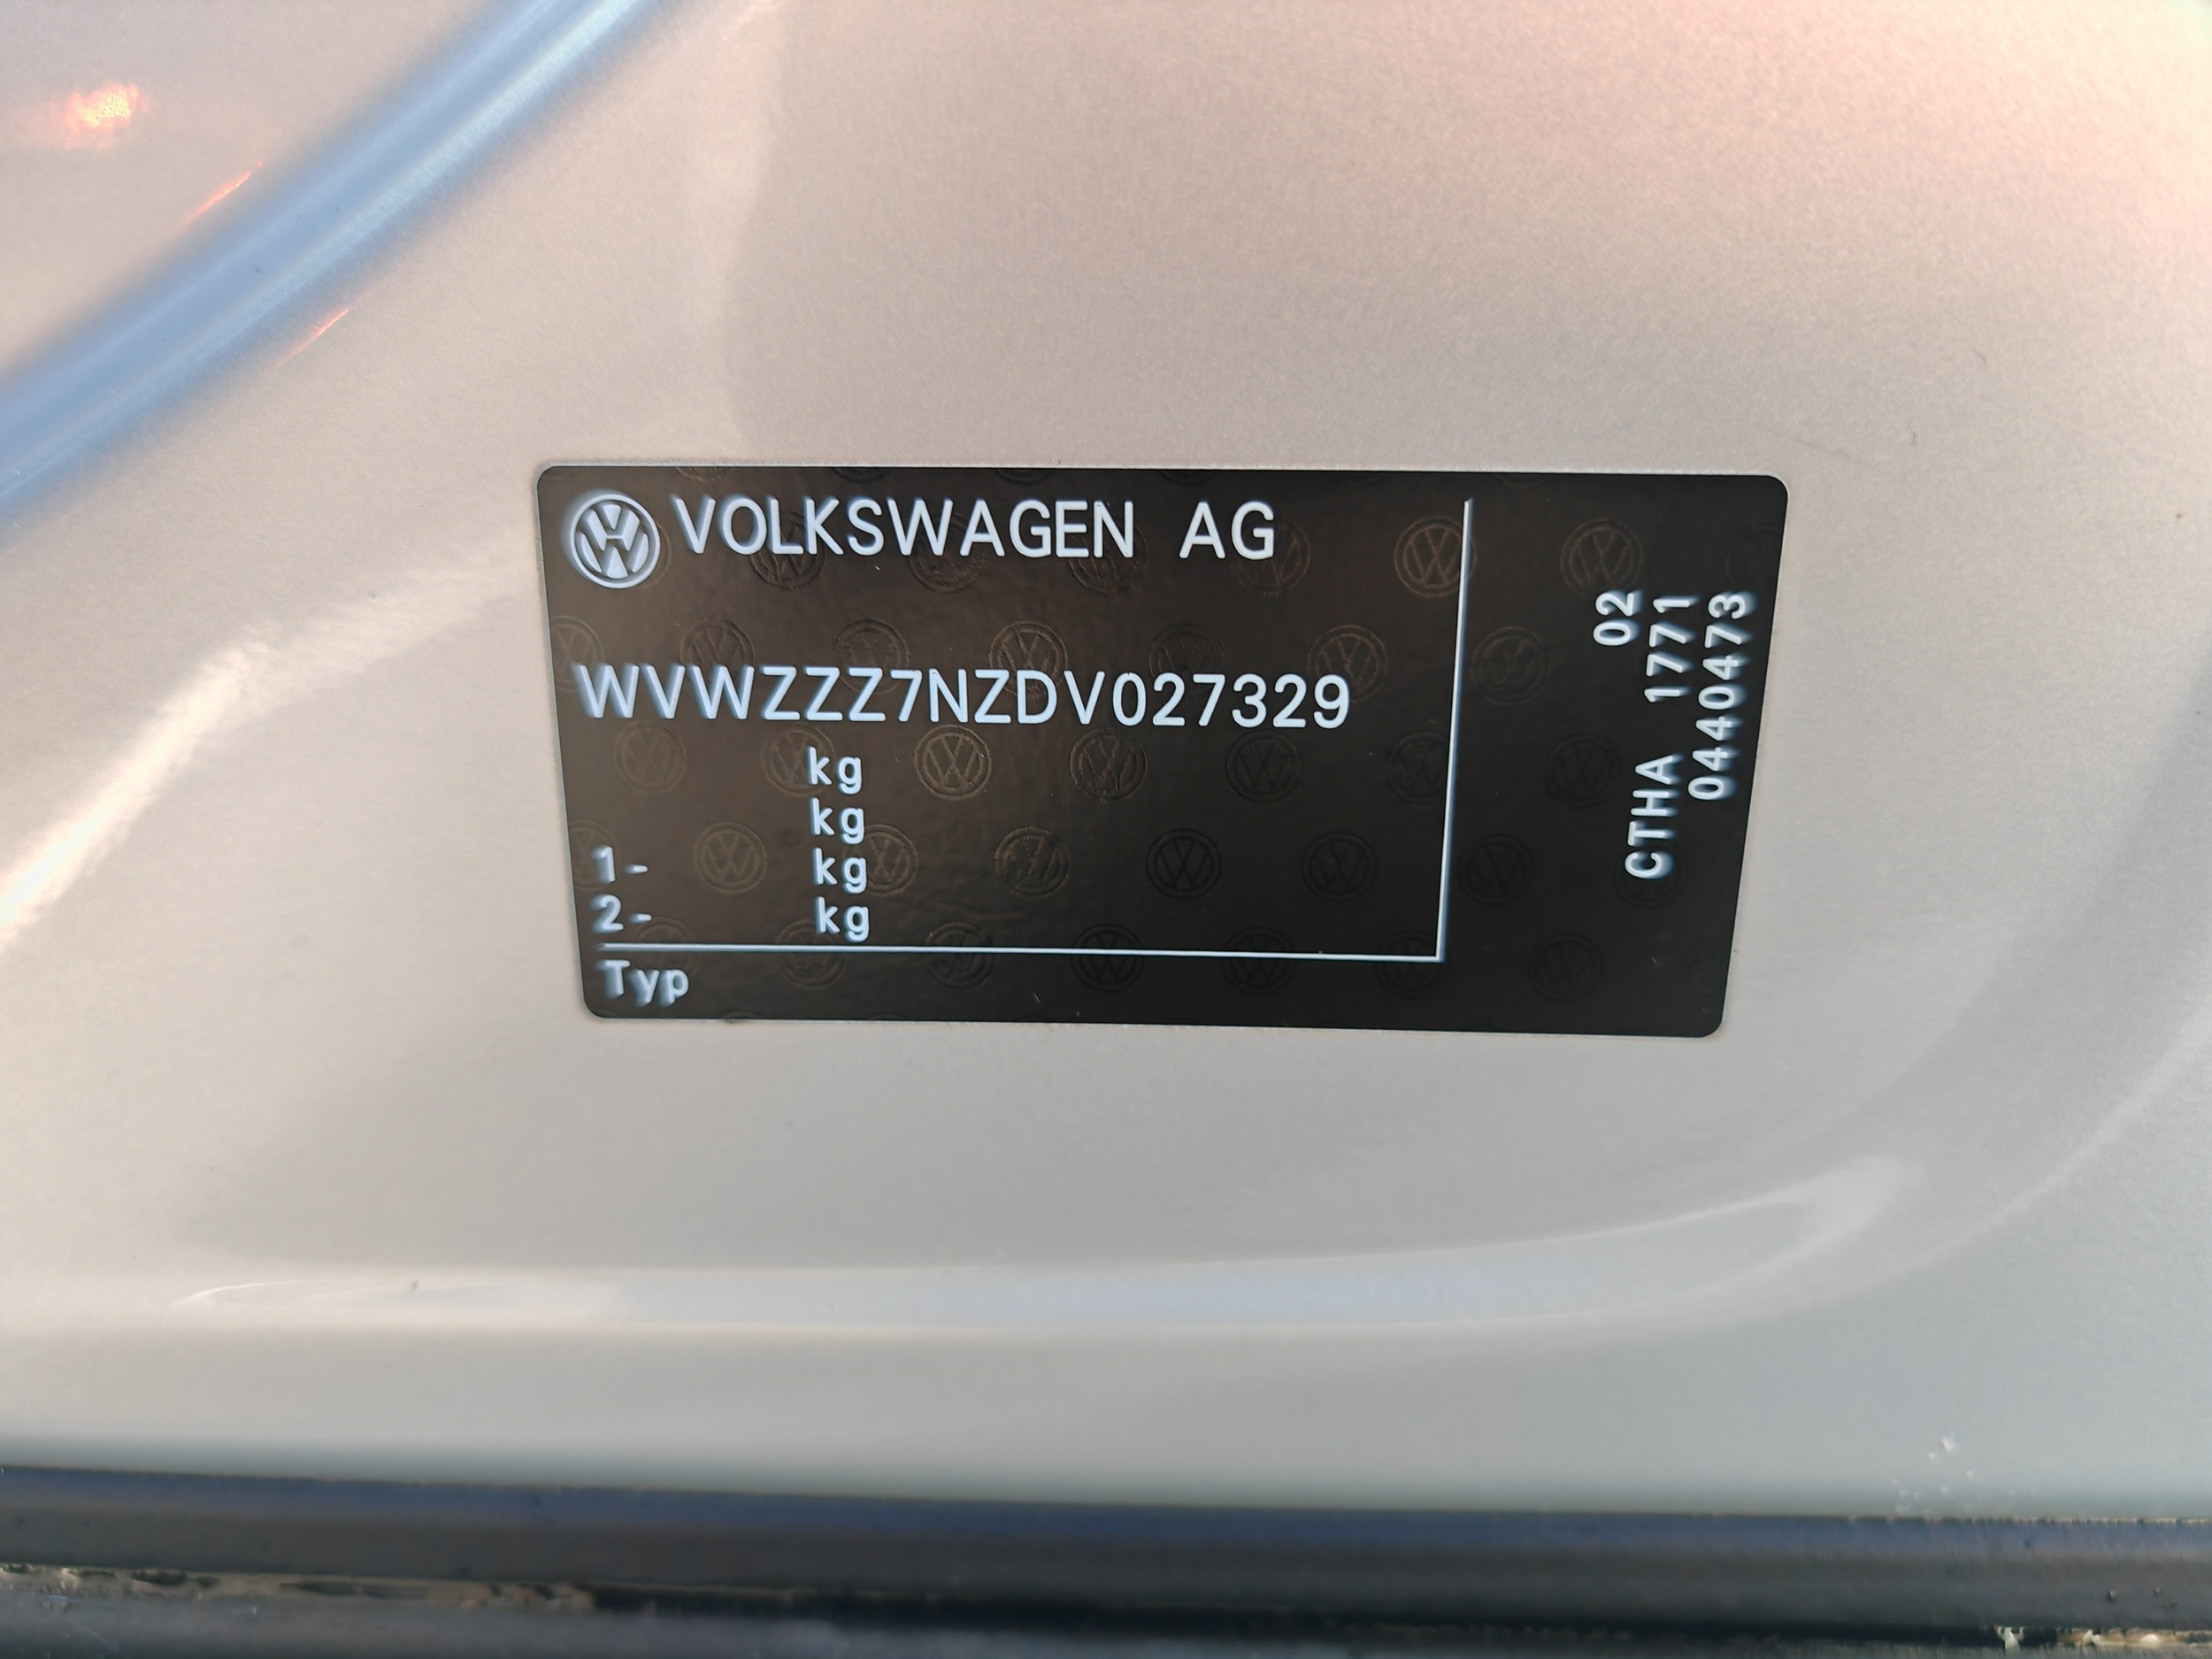 VOLKSWAGEN AG
WVWZZZ7NZDV027329
kg
kg
1- kg
2- kg
Typ
02
CTHA 1771
0440473